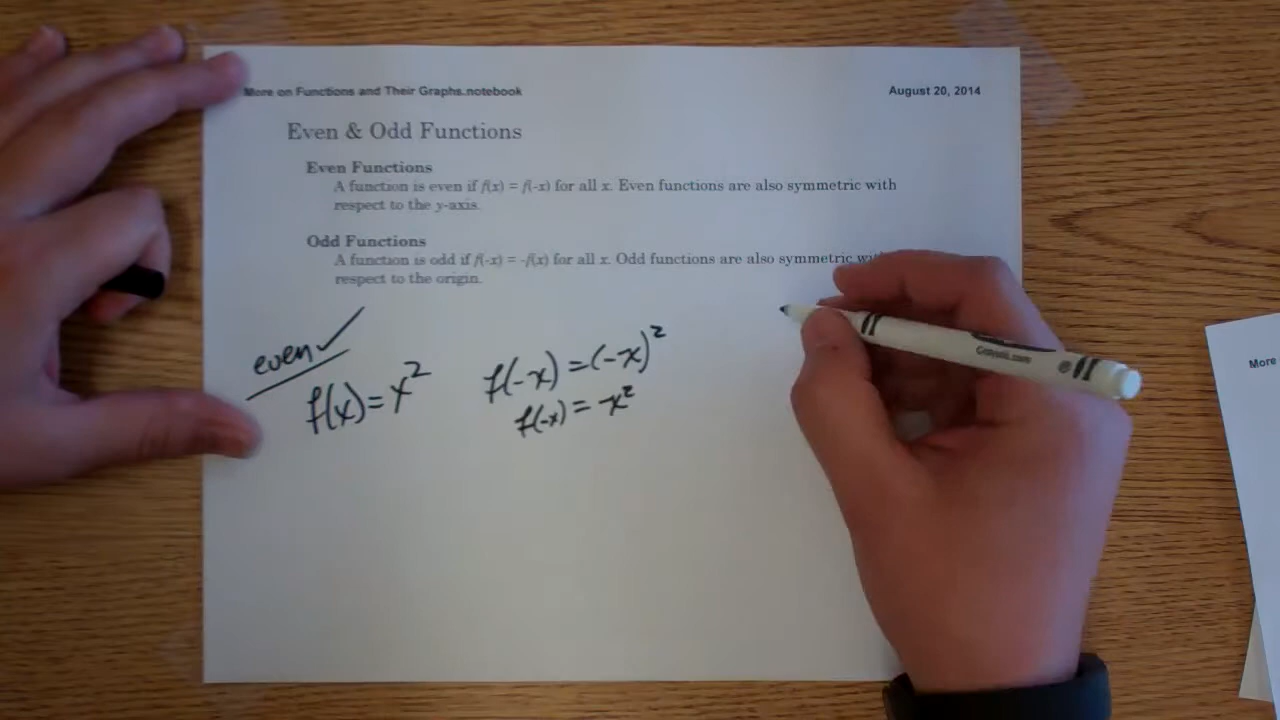 More on Functions and Their Graphs.notebook
August 20, 2014
Even & Odd Functions
Even Functions
A function is even if f(x) = f(-x) for all x. Even functions are also symmetric with
respect to the y-axis.
Odd Functions
A function is odd if f(-x) = -f(x) for all x. Odd functions are also symmetric
respect to the origin.
even✓
f(x)=x²
f(-x)=(-x)²
f(-x)=x²
Crayola.com
More